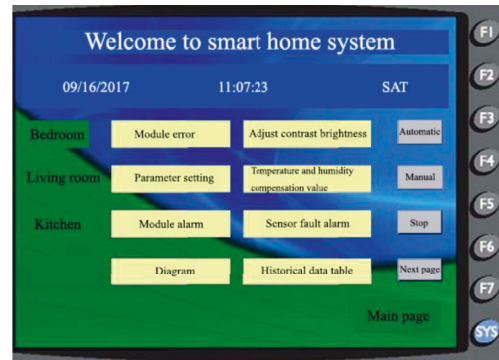 Welcome to smart home system
09/16/2017 11:07:23 SAT
Bedroom Module error Adjust contrast brightness Automatic
Living room Parameter setting Temperature and humidity compensation value Manual
Kitchen Module alarm Sensor fault alarm Stop
Diagram Historical data table Next page
Main page
F1
F2
F3
F4
F5
F6
F7
SYS